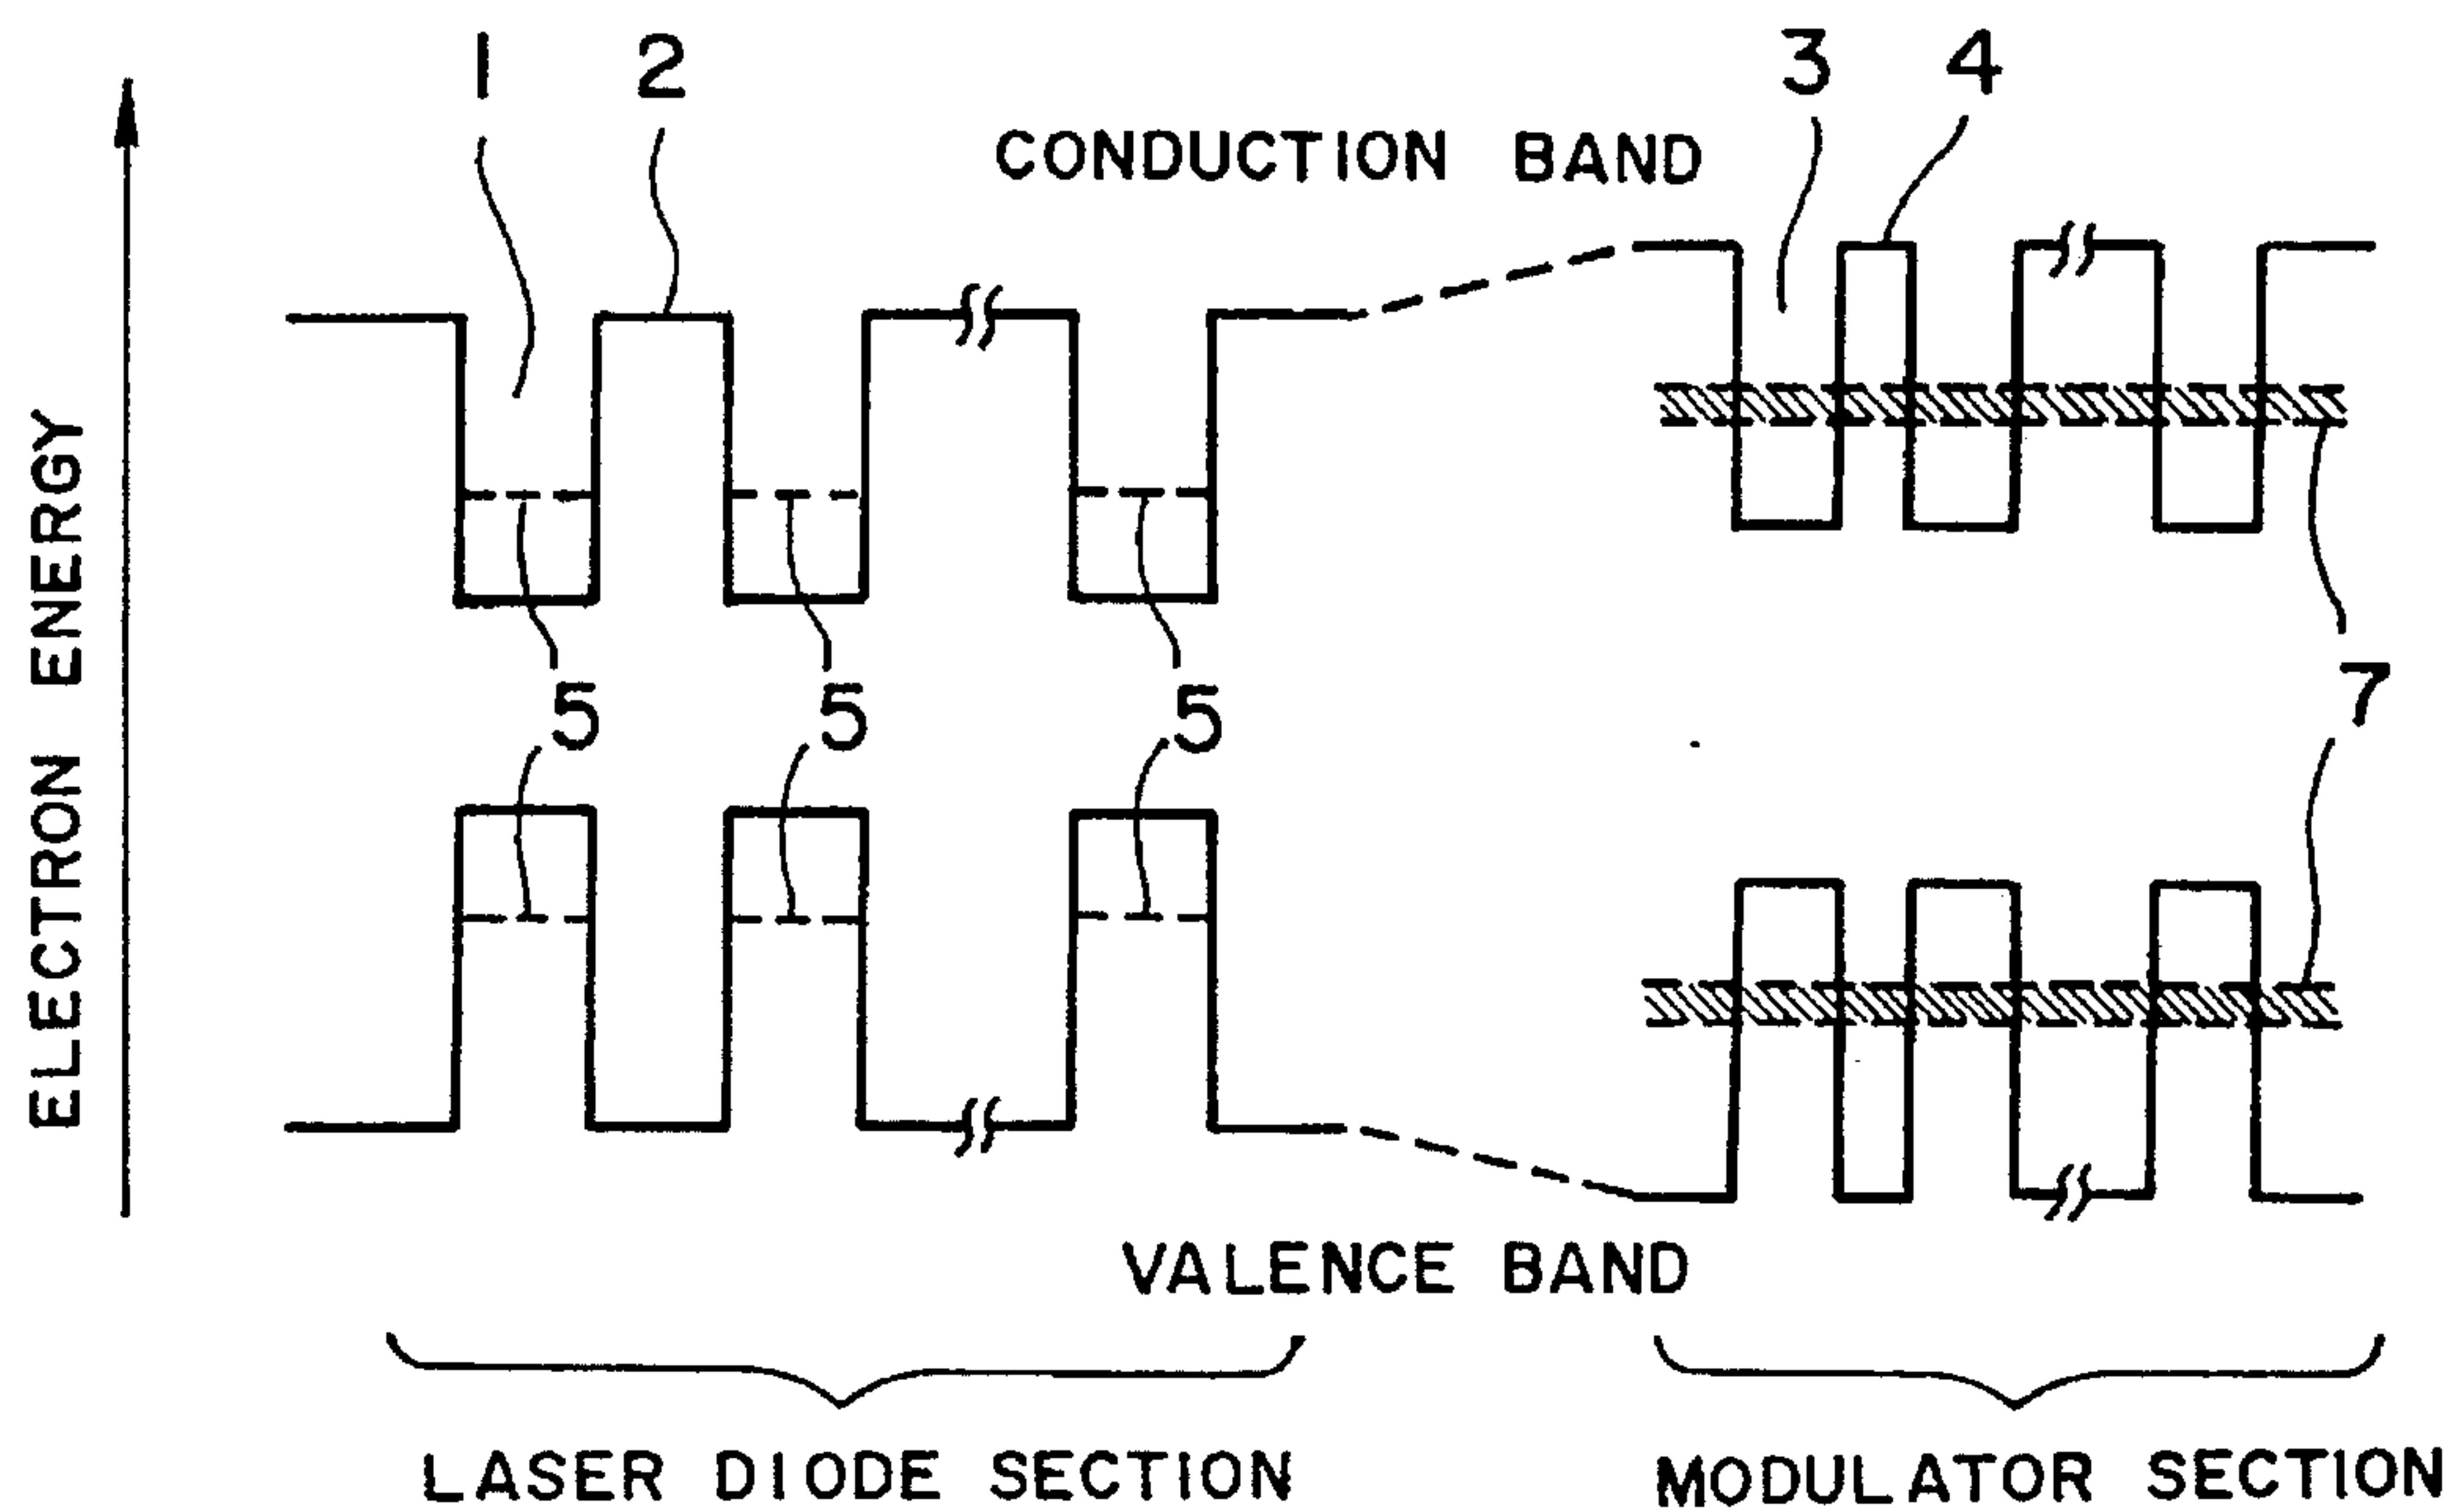 1 2 3 4
CONDUCTION BAND
ELECTRON ENERGY
5 5 5 7
VALENCE BAND
LASER DIODE SECTION MODULATOR SECTION